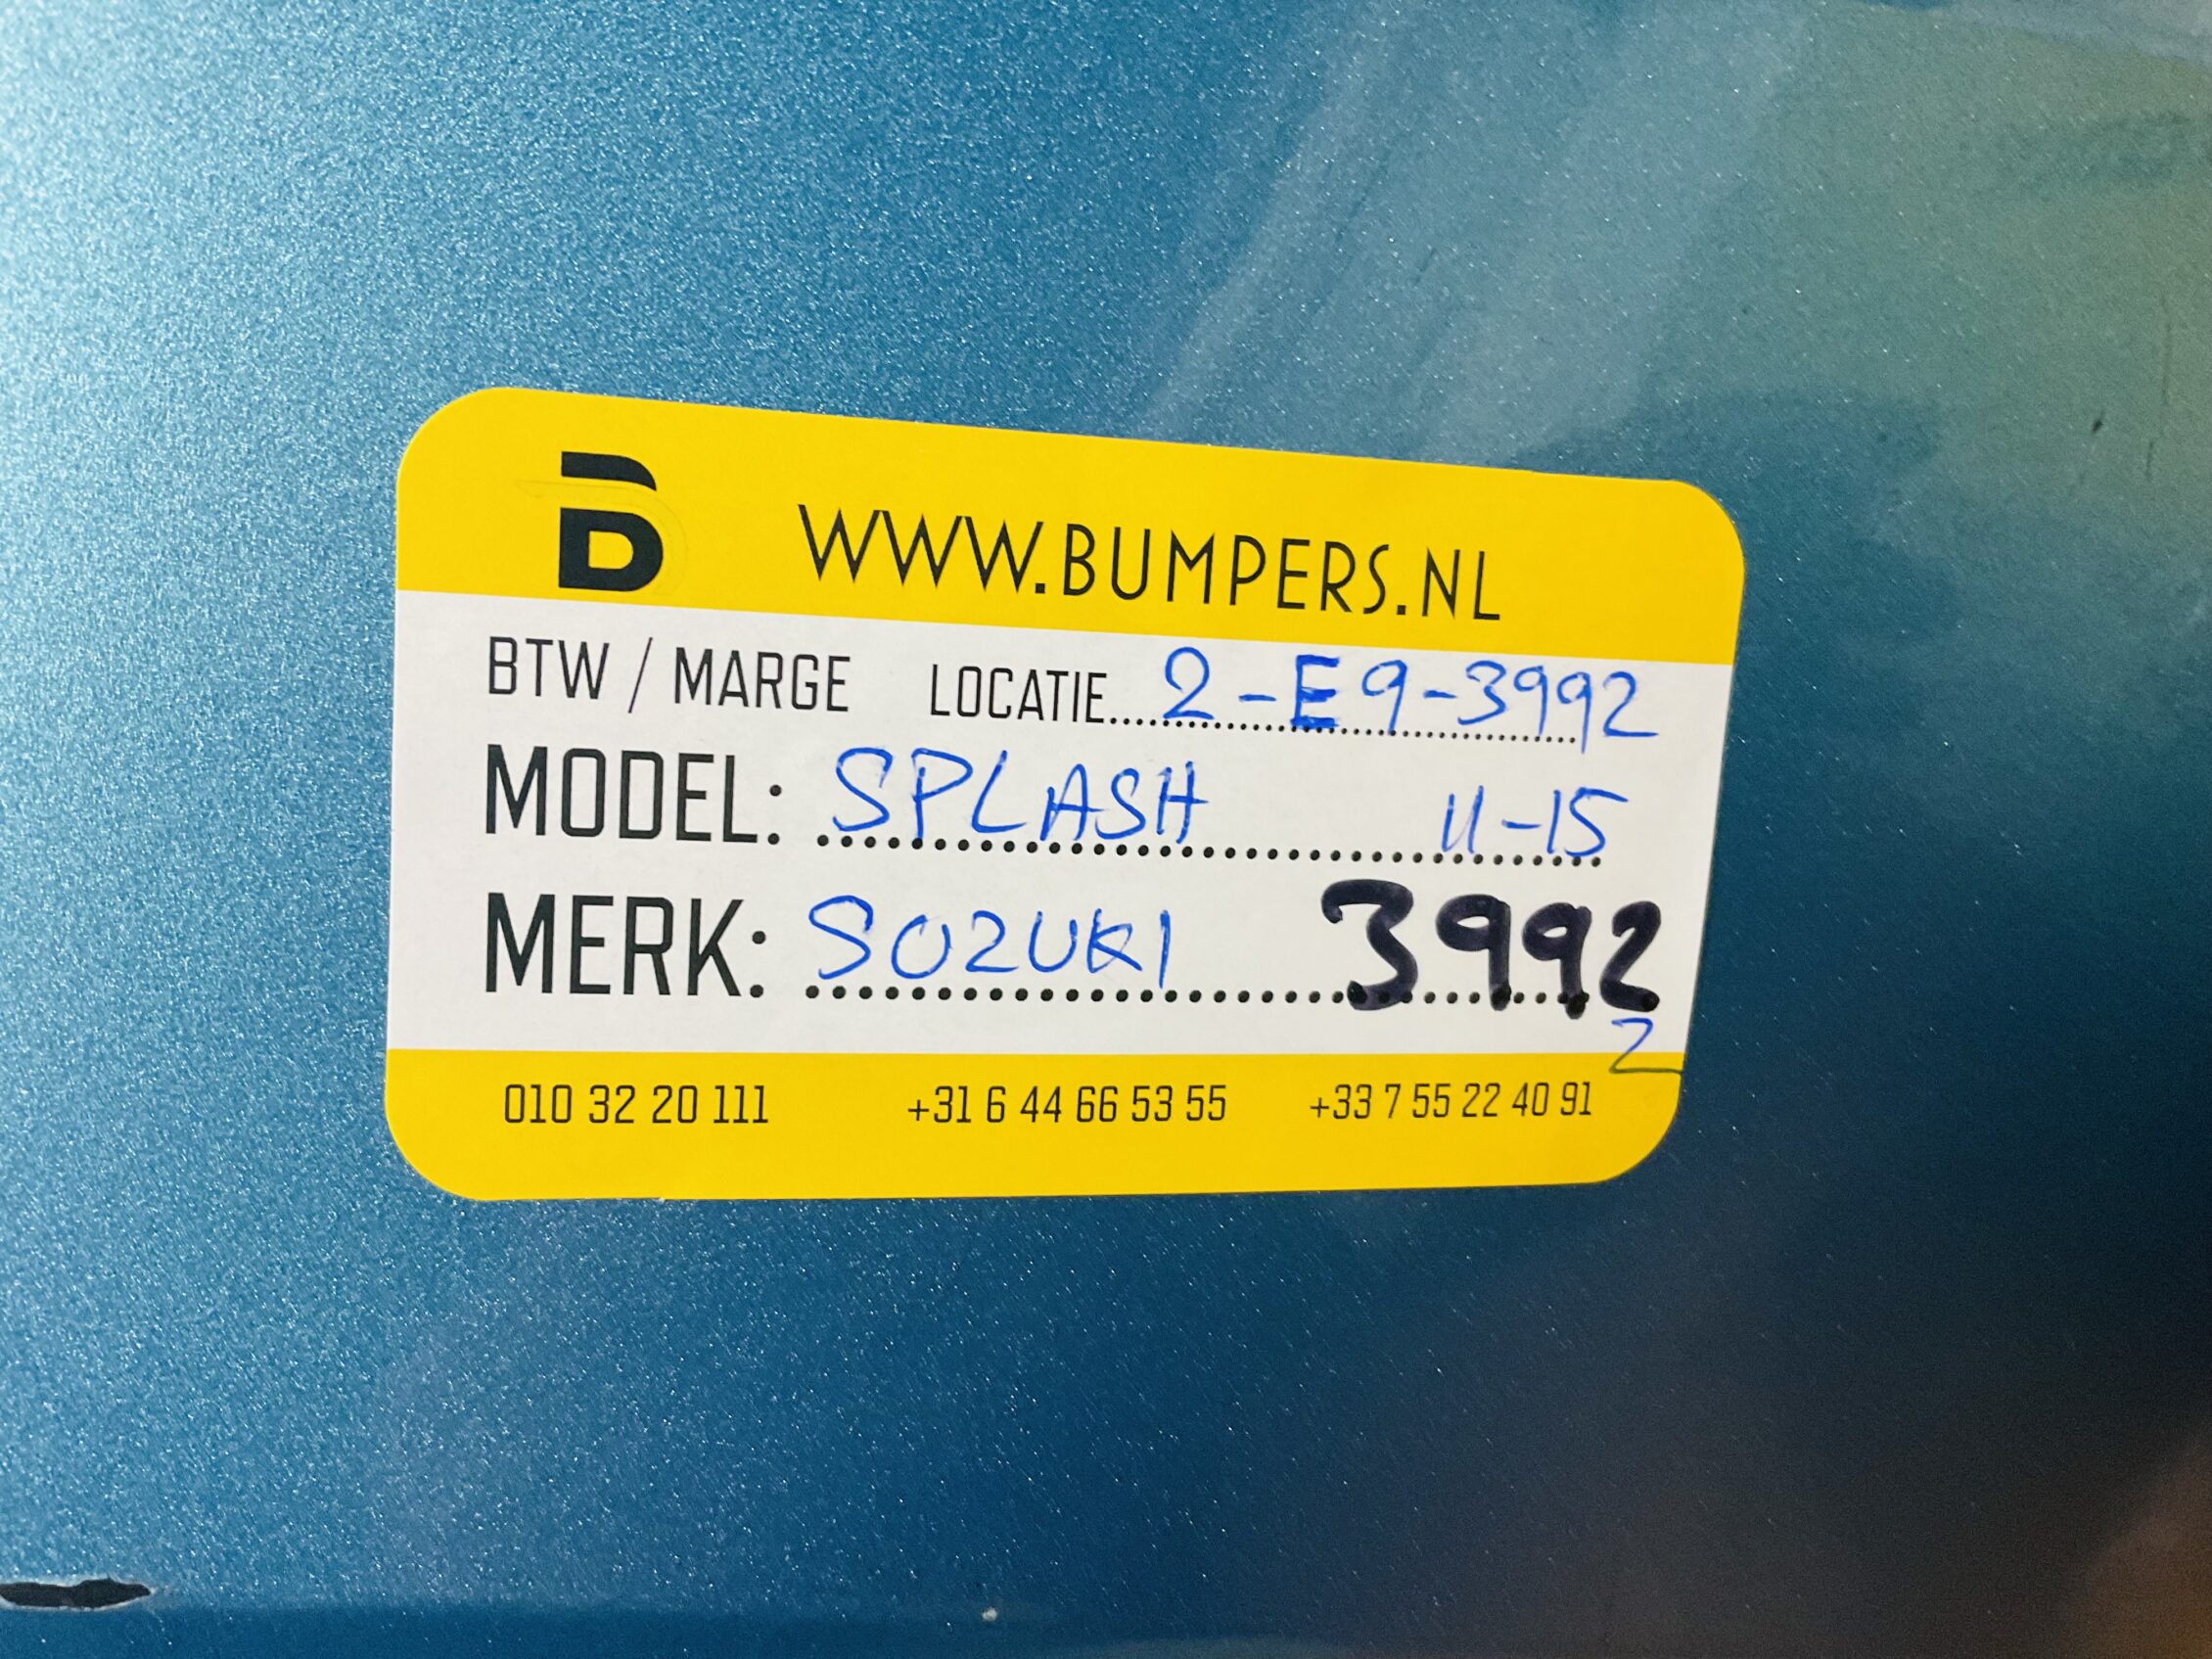 B WWW.BUMPERS.NL
BTW / MARGE LOCATIE 2-E9-3992
MODEL: SPLASH 11-15
MERK: SOZUKI 3992
2
010 32 20 111 +31 6 44 66 53 55 +33 7 55 22 40 91